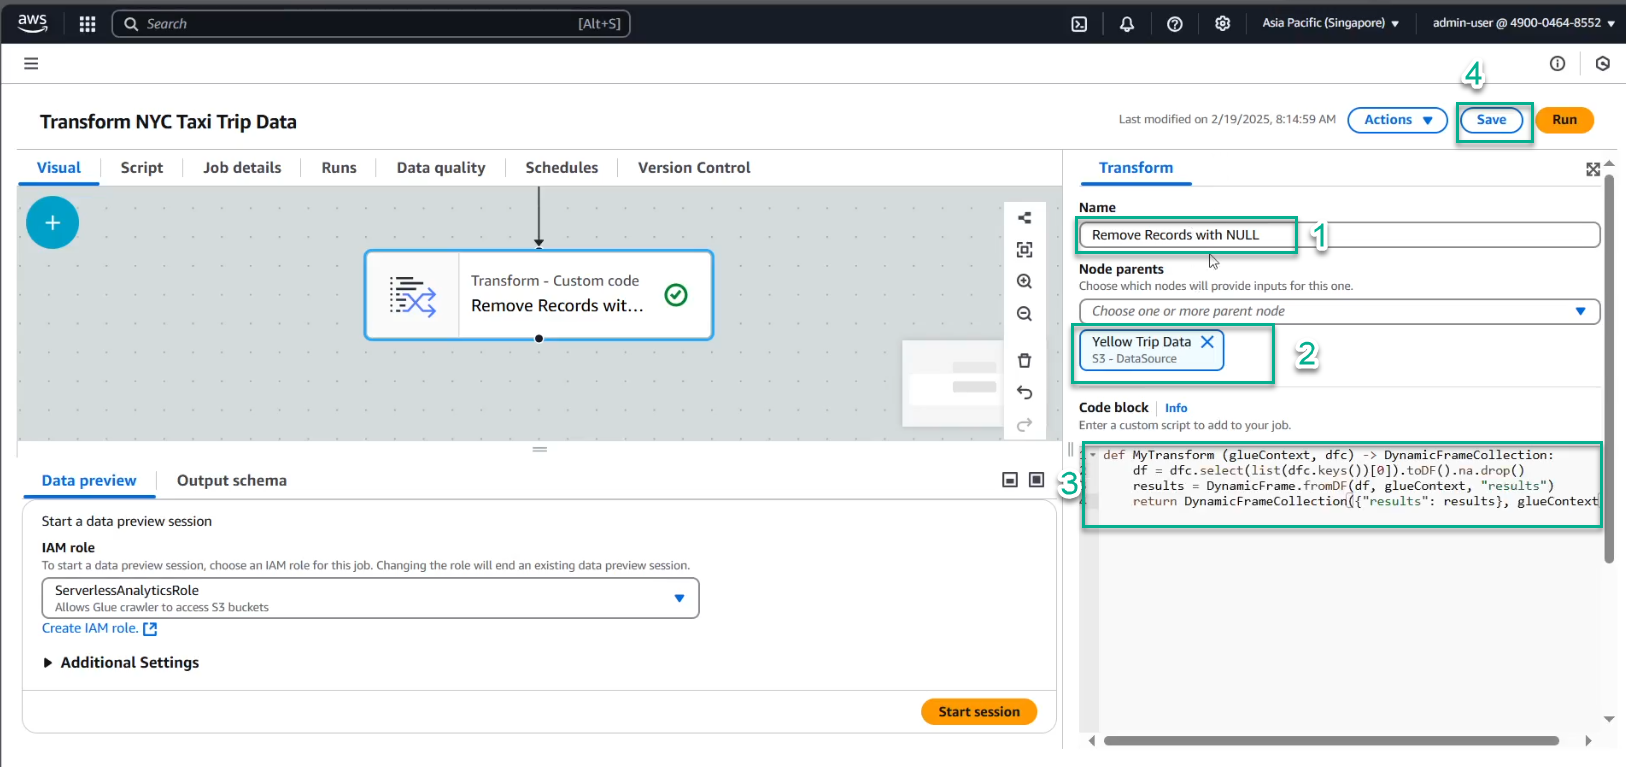 aws
Search
[Alt+S]
Asia Pacific (Singapore)
admin-user @ 4900-0464-8552
4
Transform NYC Taxi Trip Data
Last modified on 2/19/2025, 8:14:59 AM
Actions
Save
Run
Visual
Script
Job details
Runs
Data quality
Schedules
Version Control
Transform - Custom code
Remove Records wit...
Transform
Name
Remove Records with NULL
1
Node parents
Choose which nodes will provide inputs for this one.
Choose one or more parent node
Yellow Trip Data
S3 - DataSource
2
Code block
Info
Enter a custom script to add to your job.
3
def MyTransform (glueContext, dfc) -> DynamicFrameCollection:
df = dfc.select(list(dfc.keys())[0]).toDF().na.drop()
results = DynamicFrame.fromDF(df, glueContext, "results")
return DynamicFrameCollection({"results": results}, glueContext
Data preview
Output schema
Start a data preview session
IAM role
To start a data preview session, choose an IAM role for this job. Changing the role will end an existing data preview session.
ServerlessAnalyticsRole
Allows Glue crawler to access S3 buckets
Create IAM role.
Additional Settings
Start session